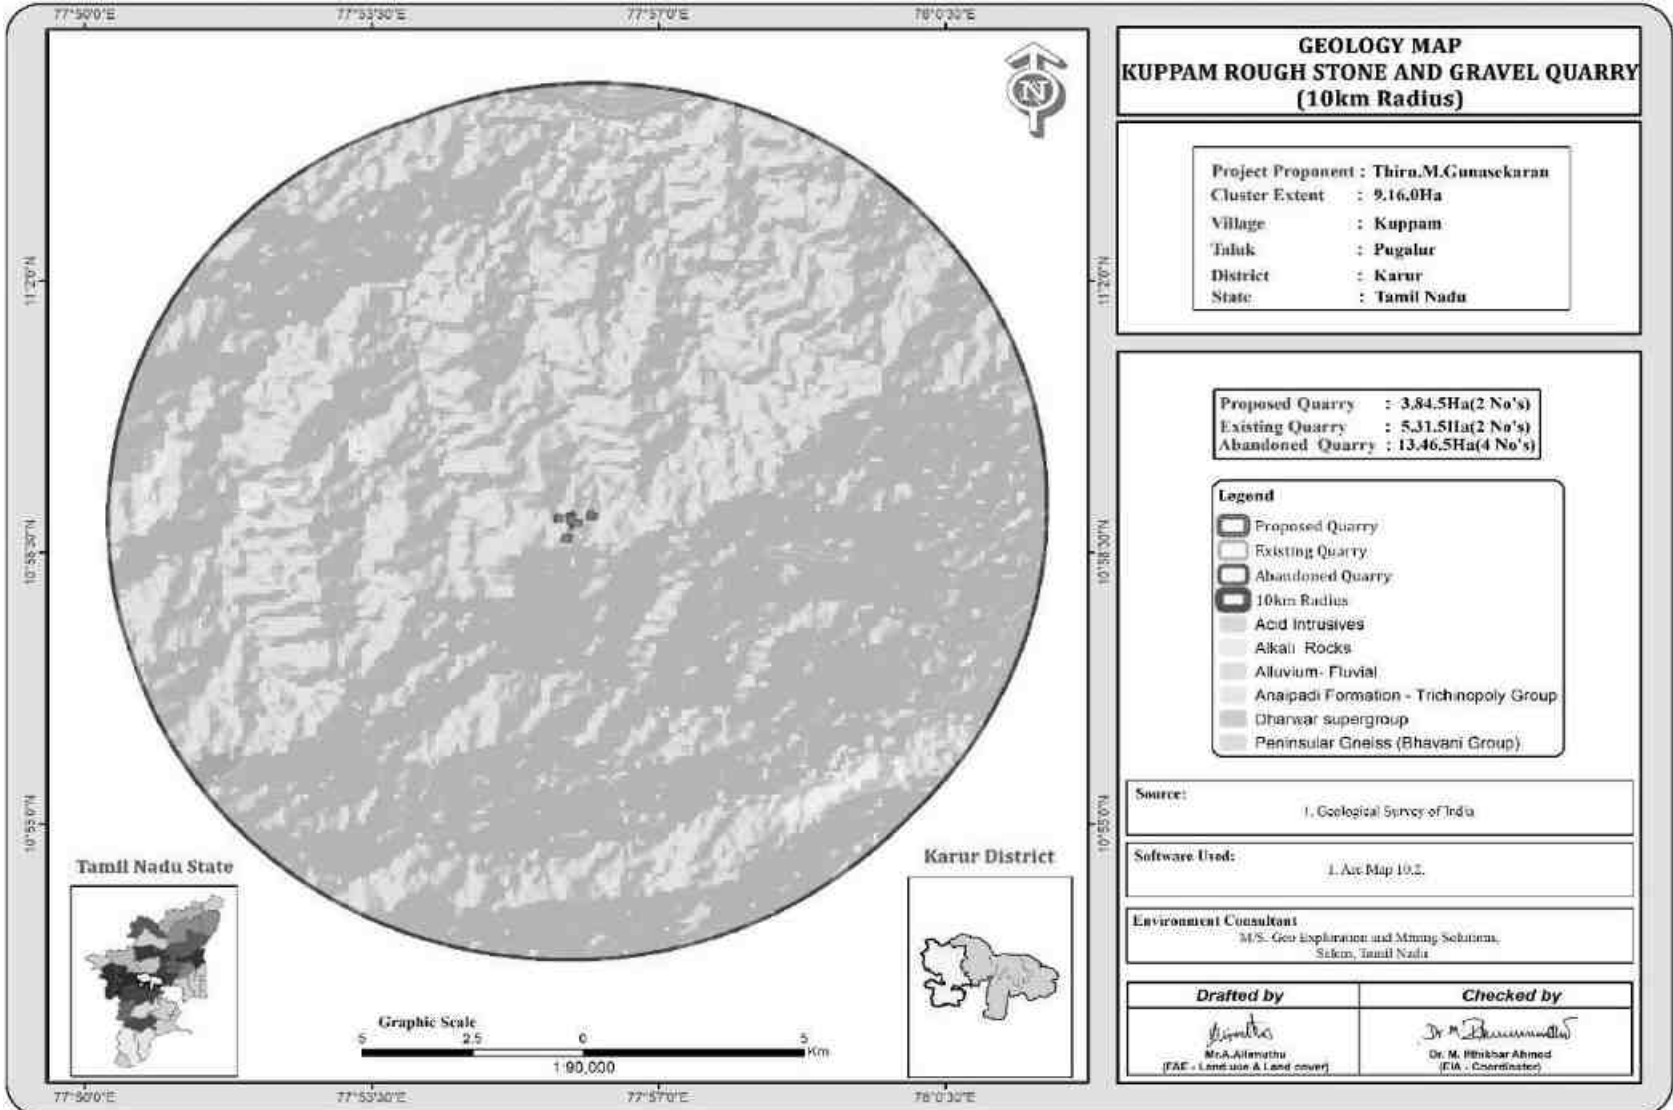 77°50'0"E 77°53'30"E 77°57'0"E 78°0'30"E
GEOLOGY MAP
KUPPAM ROUGH STONE AND GRAVEL QUARRY
(10km Radius)
N
Project Proponent : Thiru.M.Gunasekaran
Cluster Extent : 9.16.0Ha
Village : Kuppam
Taluk : Pugalur
District : Karur
State : Tamil Nadu
11°2'0"N 11°2'0"N
Proposed Quarry : 3.84.5Ha(2 No's)
Existing Quarry : 5.31.5Ha(2 No's)
Abandoned Quarry : 13.46.5Ha(4 No's)
Legend
Proposed Quarry
Existing Quarry
Abandoned Quarry
10km Radius
Acid Intrusives
Alkali Rocks
Alluvium- Fluvial
Anaipadi Formation - Trichinopoly Group
Dharwar supergroup
Peninsular Gneiss (Bhavani Group)
10°58'30"N 10°58'30"N
Source:
1. Geological Survey of India
10°55'0"N 10°55'0"N
Software Used:
1. Arc Map 10.2.
Environment Consultant
M/S. Geo Exploration and Mining Solutions,
Salem, Tamil Nadu
Tamil Nadu State
Karur District
Drafted by Checked by
Mr.A.Allimuthu Dr. M. Ifthikhar Ahmed
(FAE - Land use & Land cover) (EIA - Coordinator)
Graphic Scale
5 2.5 0 5
Km
1:90,000
77°50'0"E 77°53'30"E 77°57'0"E 78°0'30"E